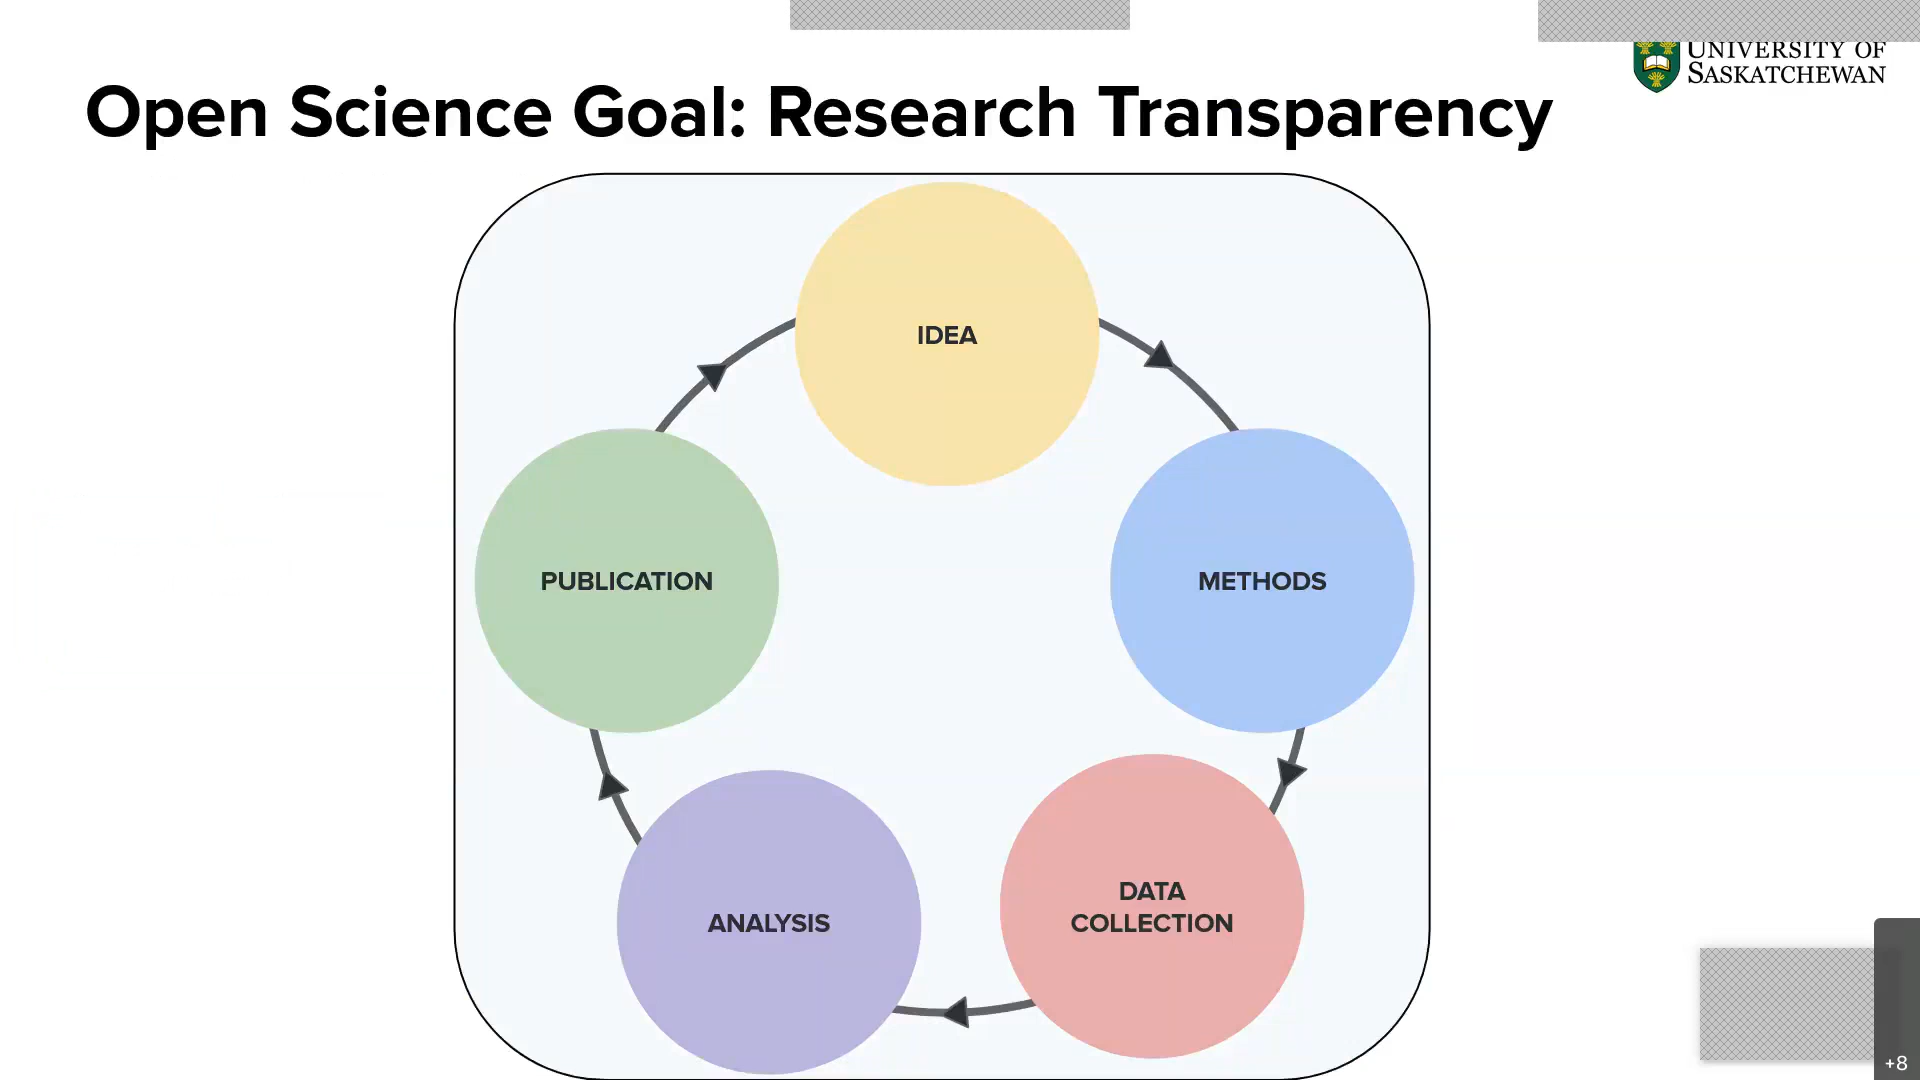 UNIVERSITY OF
SASKATCHEWAN
Open Science Goal: Research Transparency
IDEA
PUBLICATION
METHODS
DATA
COLLECTION
ANALYSIS
+8